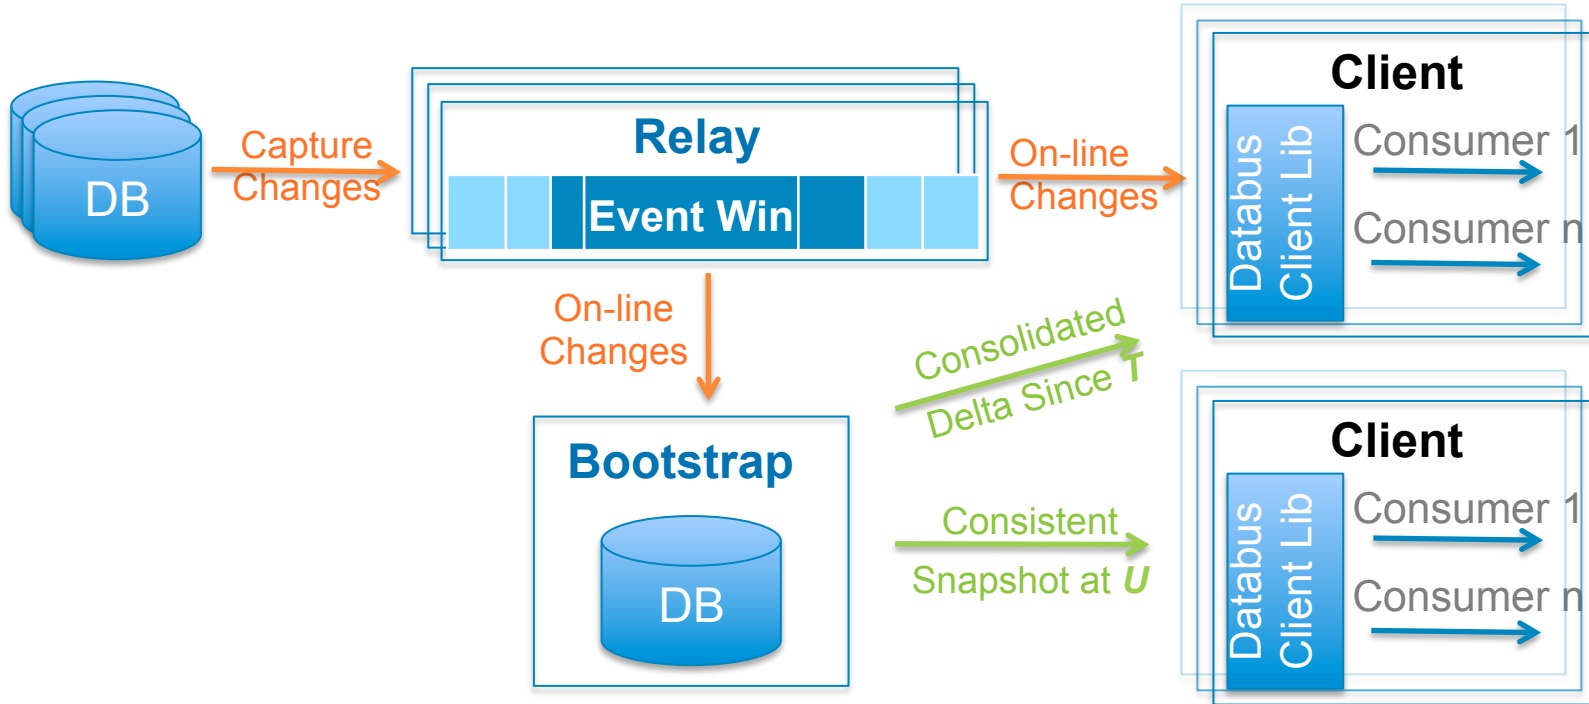 DB
Capture
Changes
Relay
Event Win
On-line
Changes
Client
Databus
Client Lib
Consumer 1
Consumer n
On-line
Changes
Consolidated
Delta Since T
Bootstrap
DB
Consistent
Snapshot at U
Client
Databus
Client Lib
Consumer 1
Consumer n